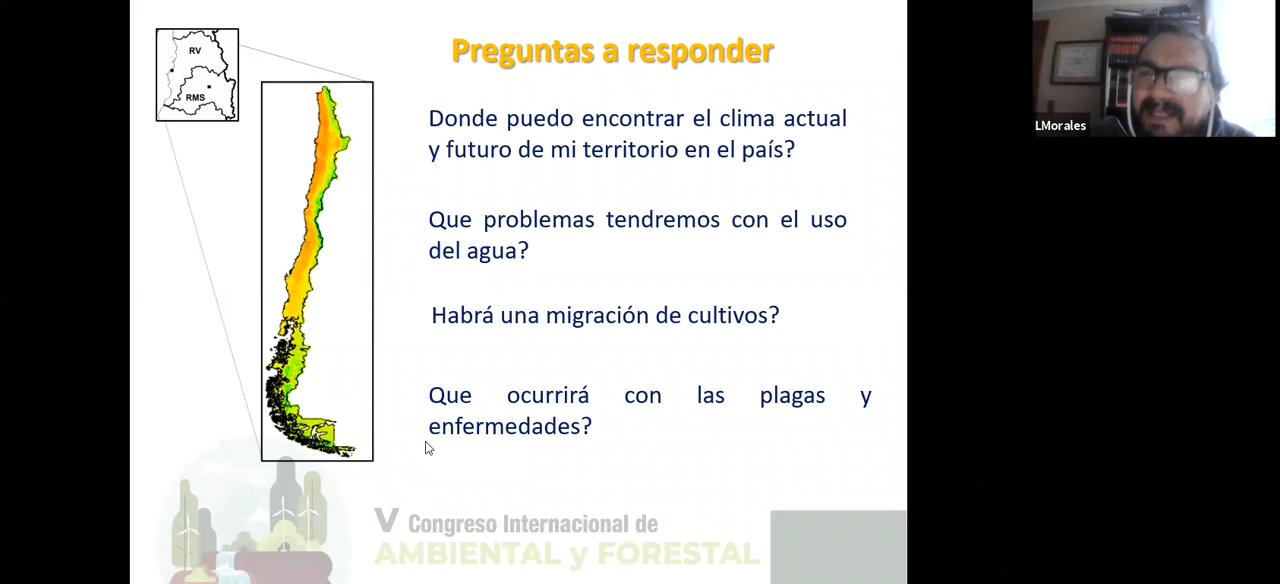 RV
RMS
Preguntas a responder
Donde puedo encontrar el clima actual
y futuro de mi territorio en el país?
Que problemas tendremos con el uso
del agua?
Habrá una migración de cultivos?
Que ocurrirá con las plagas y
enfermedades?
V Congreso Internacional de
AMBIENTAL y FORESTAL
LMorales